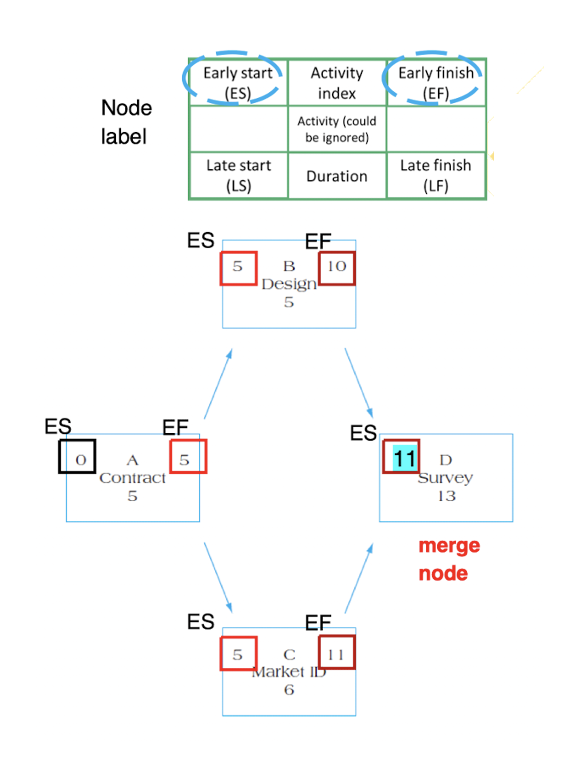 Early start
(ES)
Activity
index
Early finish
(EF)
Node
label
Activity (could
be ignored)
Late start
(LS)
Duration
Late finish
(LF)
ES
EF
5
B
10
Design
5
ES
EF
0
A
5
Contract
5
ES
11
D
Survey
13
merge
node
ES
EF
5
C
11
Market ID
6